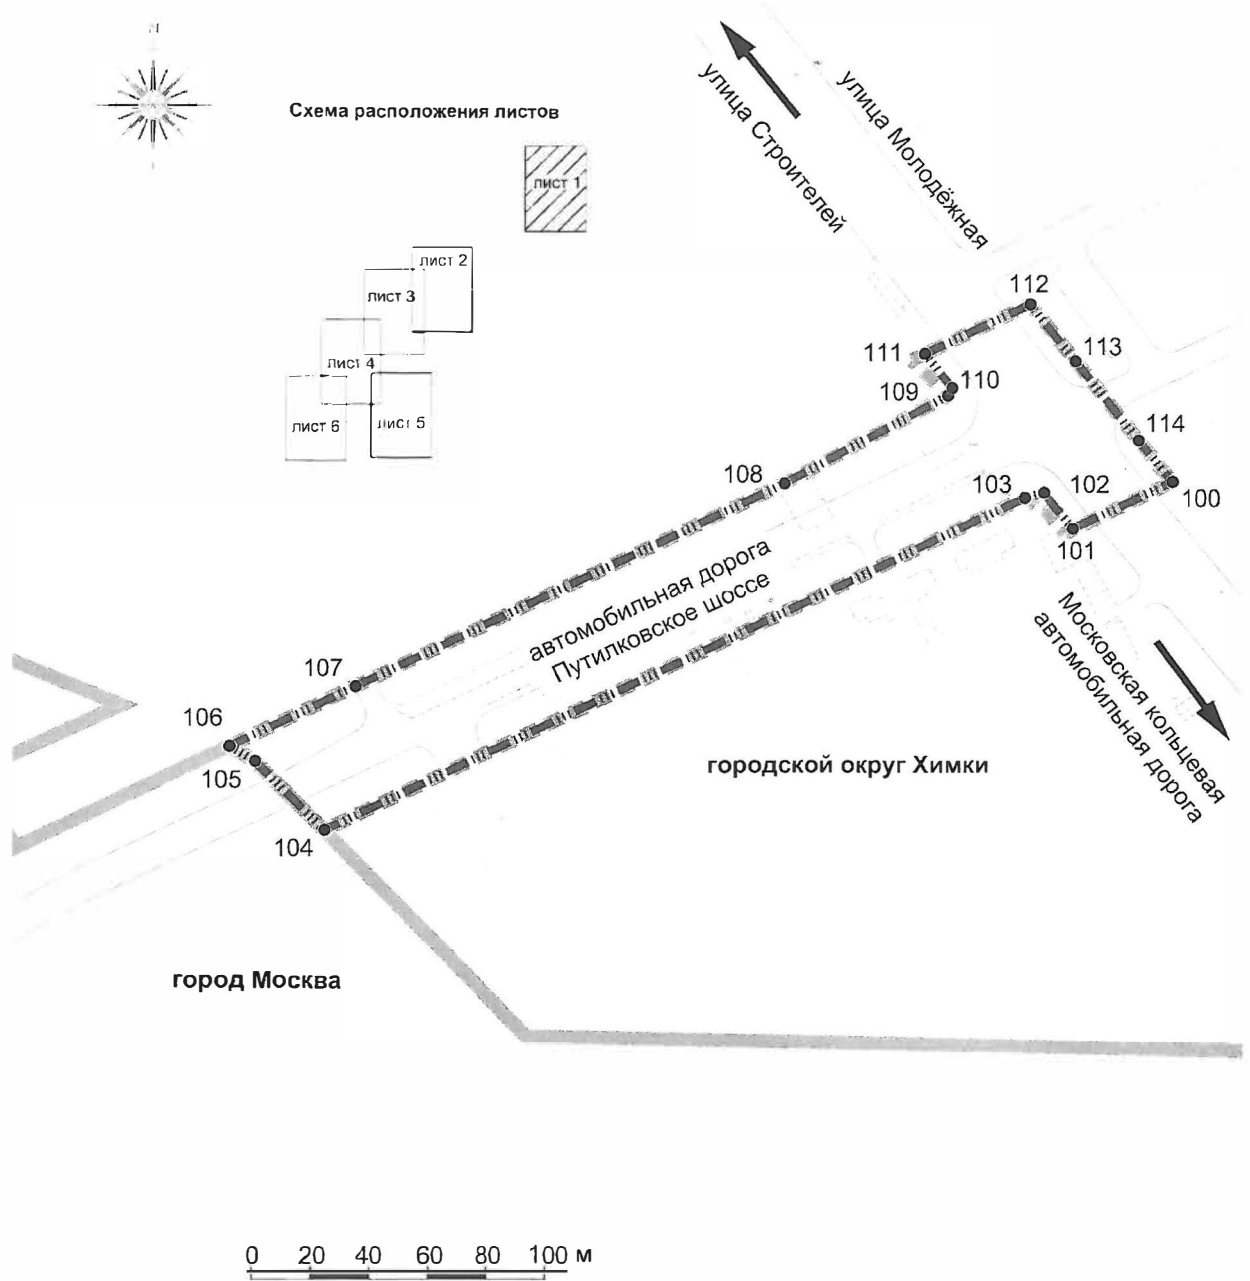 N
Схема расположения листов
лист 1
лист 2
лист 3
лист 4
лист 5
лист 6
улица Строителей
улица Молодёжная
112
111
113
110
109
114
108
103
102
100
101
автомобильная дорога
Путилковское шоссе
Московская кольцевая
автомобильная дорога
107
106
105
городской округ Химки
104
город Москва
0 20 40 60 80 100 м